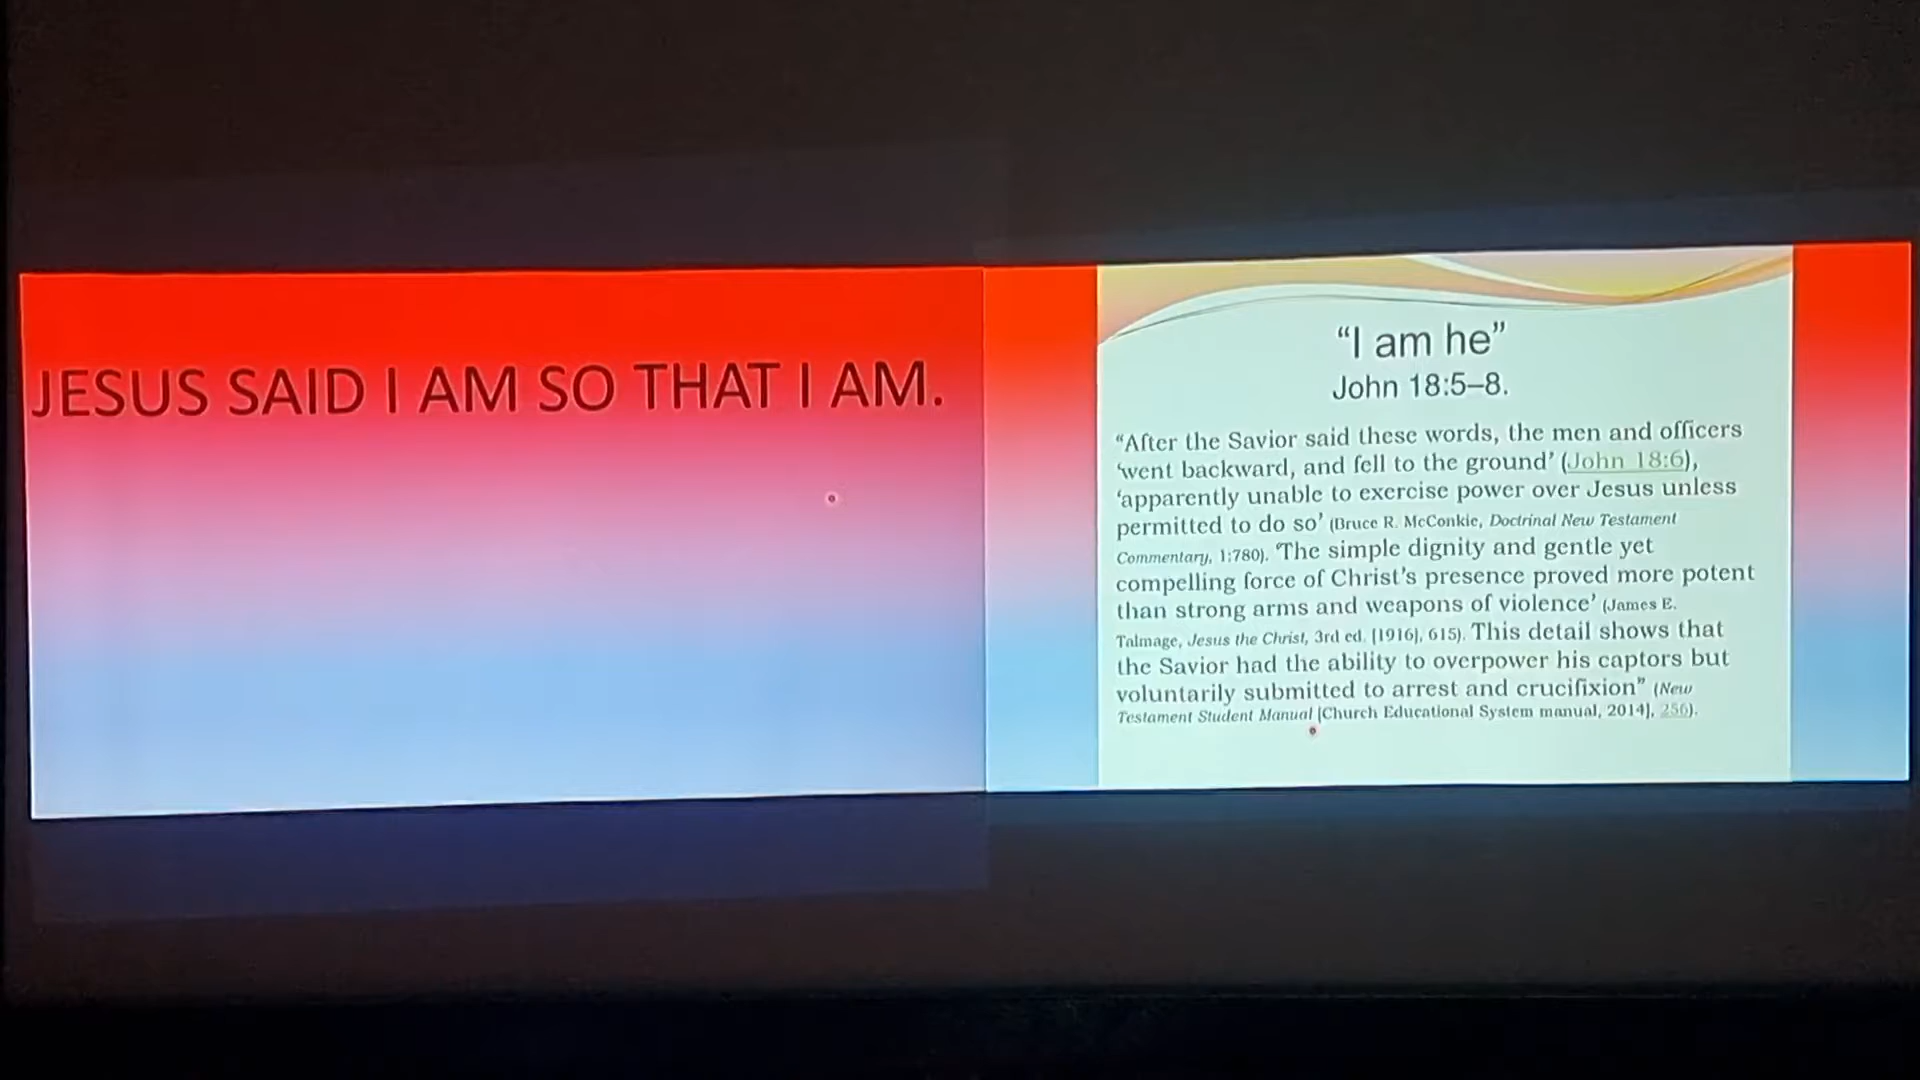 JESUS SAID I AM SO THAT I AM.
“I am he”
John 18:5–8.
“After the Savior said these words, the men and officers
‘went backward, and fell to the ground’ (John 18:6),
‘apparently unable to exercise power over Jesus unless
permitted to do so’ (Bruce R. McConkie, Doctrinal New Testament
Commentary, 1:780). ‘The simple dignity and gentle yet
compelling force of Christ’s presence proved more potent
than strong arms and weapons of violence’ (James E.
Talmage, Jesus the Christ, 3rd ed. [1916], 615). This detail shows that
the Savior had the ability to overpower his captors but
voluntarily submitted to arrest and crucifixion” (New
Testament Student Manual [Church Educational System manual, 2014], 256).